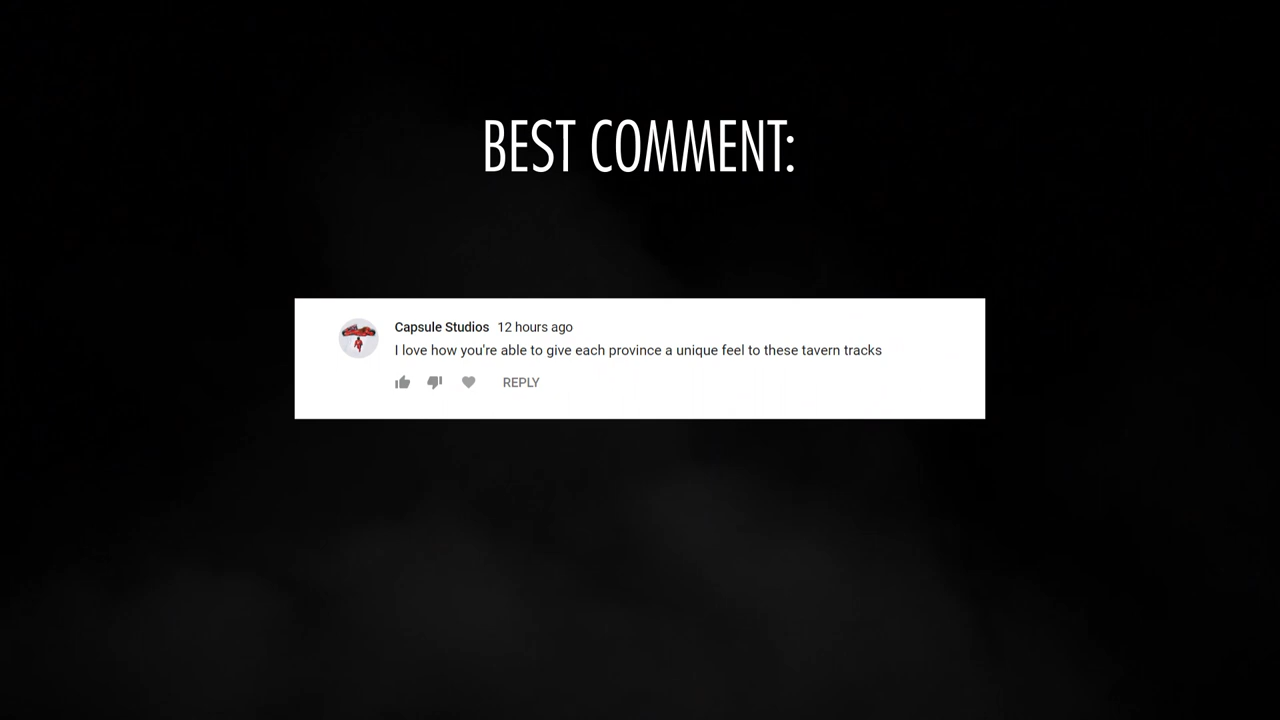 BEST COMMENT:
Capsule Studios 12 hours ago
I love how you're able to give each province a unique feel to these tavern tracks
REPLY